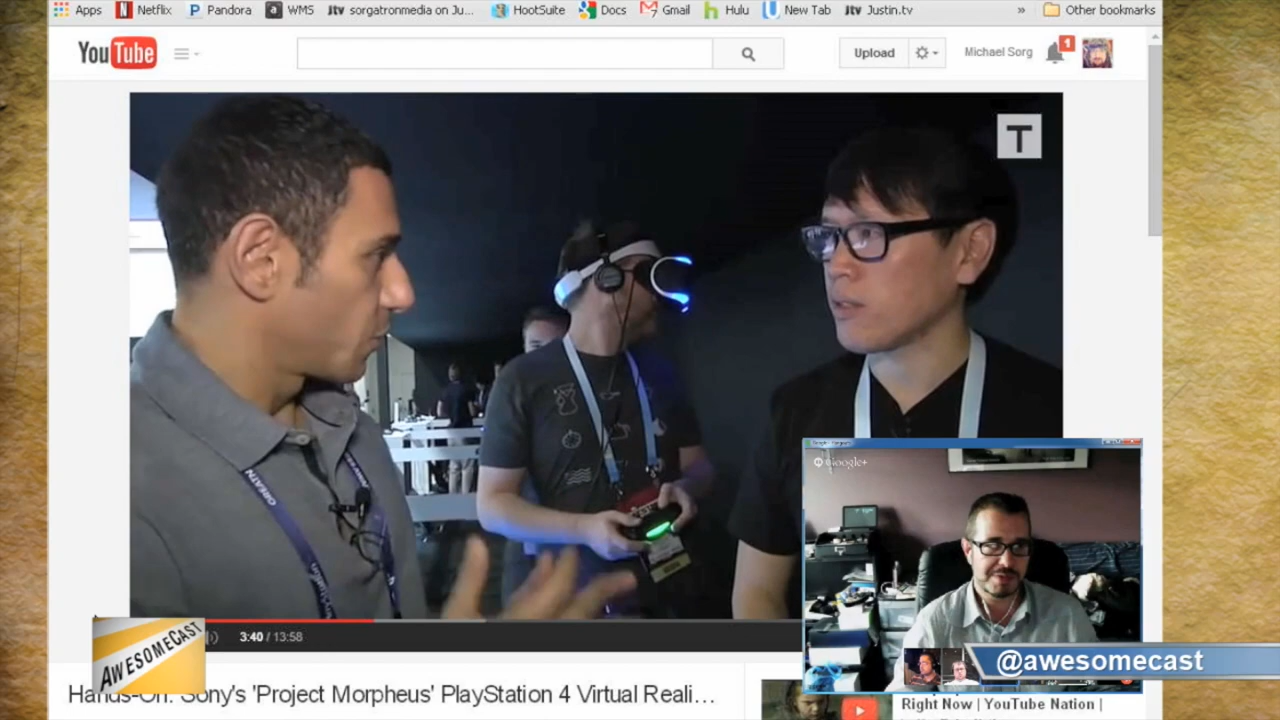 Apps Netflix Pandora WMS sorgatronmedia on Ju... HootSuite Docs Gmail Hulu New Tab Justin.tv » Other bookmarks
YouTube Upload Michael Sorg 1
T
Google+
GREATN
AWESOMECAST
3:40 / 13:58
@awesomecast
Hands-On: Sony's 'Project Morpheus' PlayStation 4 Virtual Reali...
Right Now | YouTube Nation |